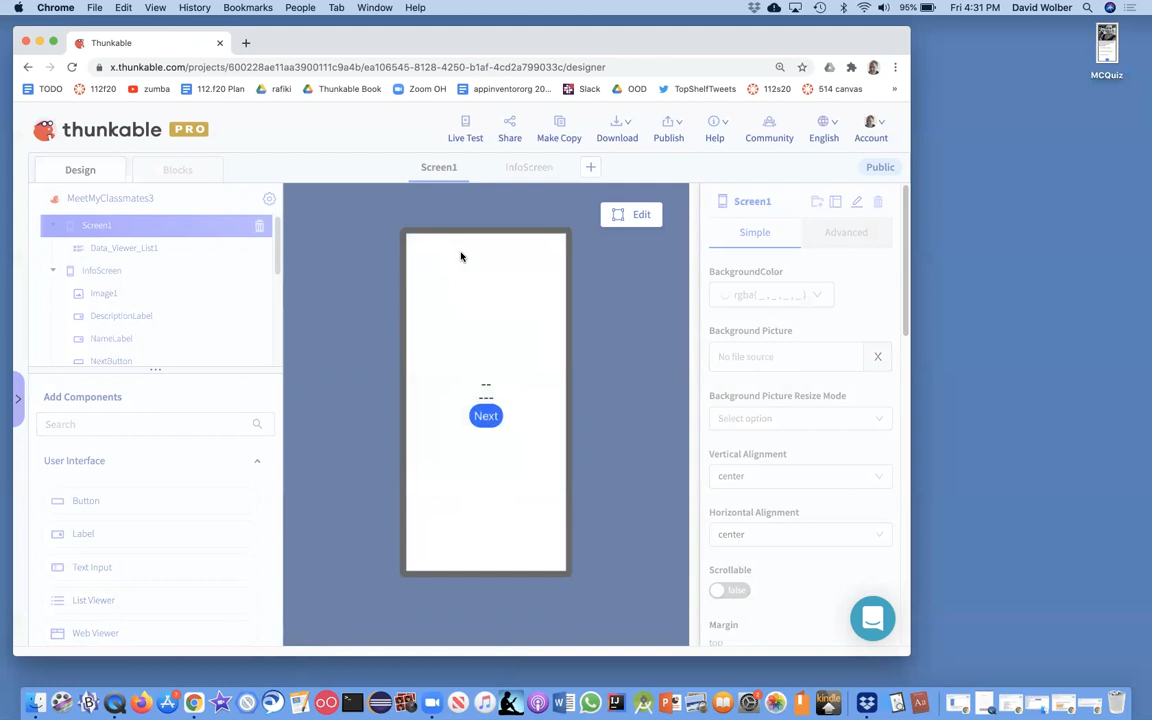 Chrome File Edit View History Bookmarks People Tab Window Help 95% Fri 4:31 PM David Wolber
Thunkable
x.thunkable.com/projects/600228ae11aa3900111c9a4b/ea106545-8128-4250-b1af-4cd2a799033c/designer
TODO 112f20 zumba 112.f20 Plan rafiki Thunkable Book Zoom OH appinventororg 20... Slack OOD TopShelfTweets 112s20 514 canvas »
MCQuiz
thunkable PRO
Live Test Share Make Copy Download Publish Help Community English Account
Design Blocks Screen1 InfoScreen + Public
MeetMyClassmates3
Screen1
Data_Viewer_List1
InfoScreen
Image1
DescriptionLabel
NameLabel
NextButton
Add Components
Search
User Interface
Button
Label
Text Input
List Viewer
Web Viewer
Edit
--
---
Next
Screen1
Simple Advanced
BackgroundColor
rgba(_,_,_,_)
Background Picture
No file source X
Background Picture Resize Mode
Select option
Vertical Alignment
center
Horizontal Alignment
center
Scrollable
false
Margin
top